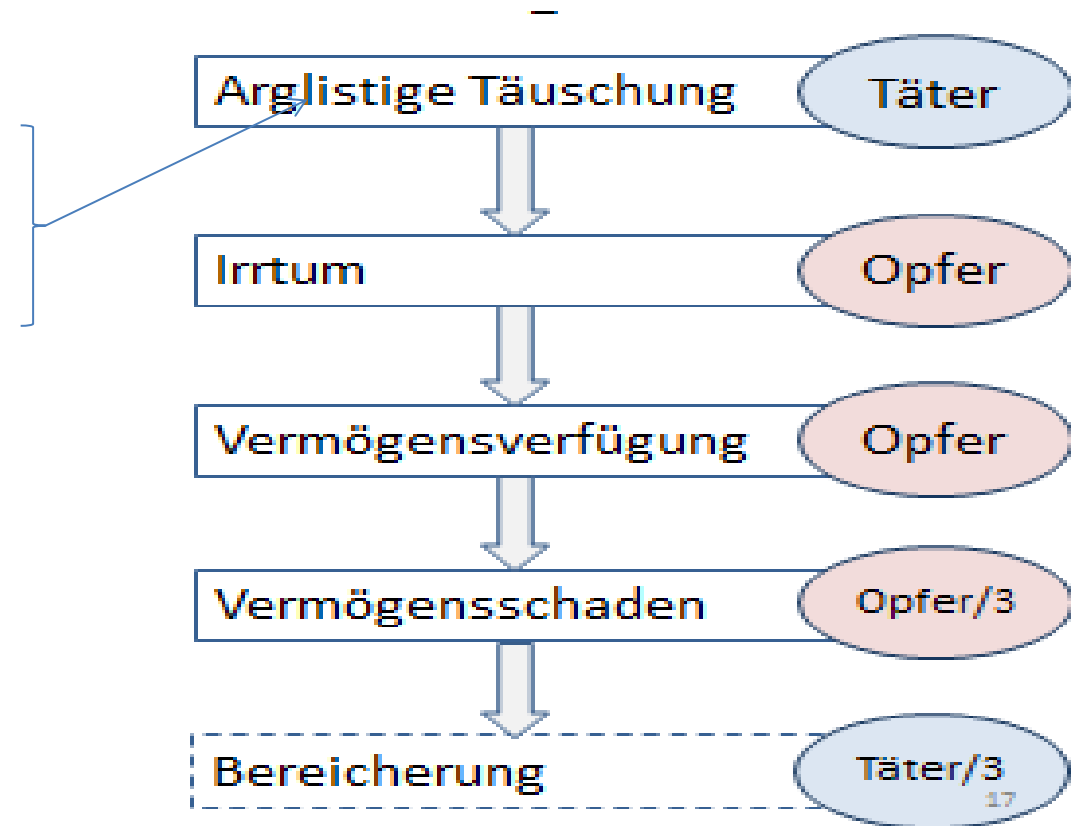 Arglistige Täuschung Täter
Irrtum Opfer
Vermögensverfügung Opfer
Vermögensschaden Opfer/3
Bereicherung Täter/3
17